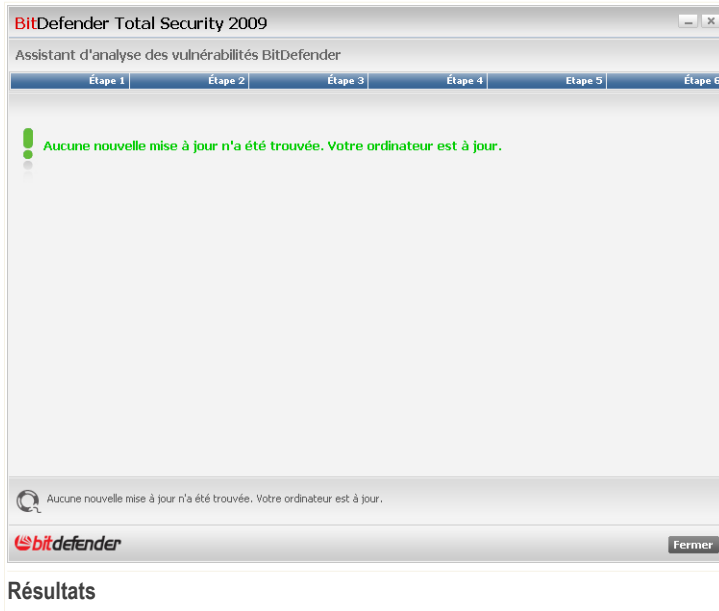 BitDefender Total Security 2009
Assistant d'analyse des vulnérabilités BitDefender
Étape 1 Étape 2 Étape 3 Étape 4 Etape 5 Étape 6
Aucune nouvelle mise à jour n'a été trouvée. Votre ordinateur est à jour.
Aucune nouvelle mise à jour n'a été trouvée. Votre ordinateur est à jour.
bitdefender
Fermer
Résultats